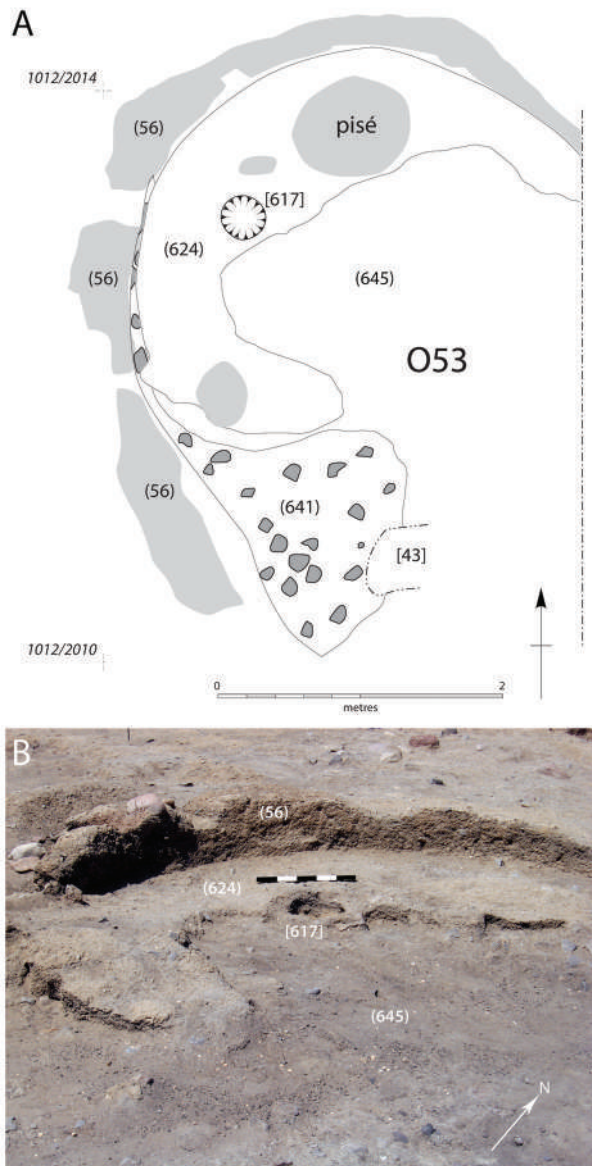 A
1012/2014
(56)
pisé
[617]
(624)
(56)
(645)
O53
(56)
(641)
[43]
1012/2010
0 2
metres
B
(56)
(624)
[617]
(645)
N